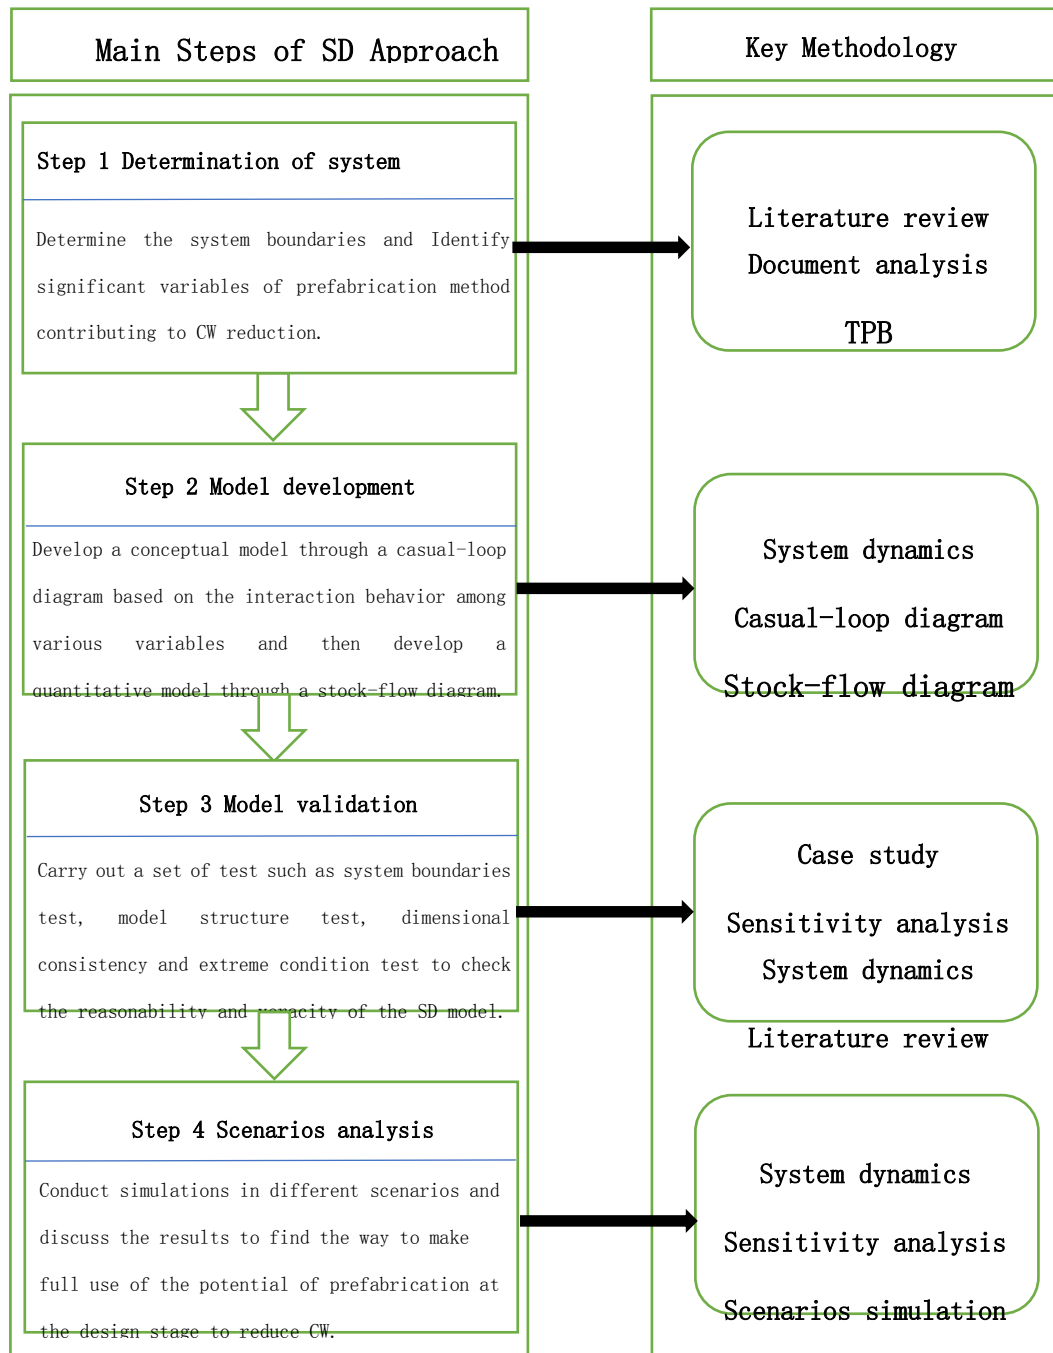 Main Steps of SD Approach
Key Methodology
Step 1 Determination of system
Determine the system boundaries and Identify
significant variables of prefabrication method
contributing to CW reduction.
Literature review
Document analysis
TPB
Step 2 Model development
Develop a conceptual model through a casual-loop
diagram based on the interaction behavior among
various variables and then develop a
quantitative model through a stock-flow diagram.
System dynamics
Casual-loop diagram
Stock-flow diagram
Step 3 Model validation
Carry out a set of test such as system boundaries
test, model structure test, dimensional
consistency and extreme condition test to check
the reasonability and veracity of the SD model.
Case study
Sensitivity analysis
System dynamics
Literature review
Step 4 Scenarios analysis
Conduct simulations in different scenarios and
discuss the results to find the way to make
full use of the potential of prefabrication at
the design stage to reduce CW.
System dynamics
Sensitivity analysis
Scenarios simulation